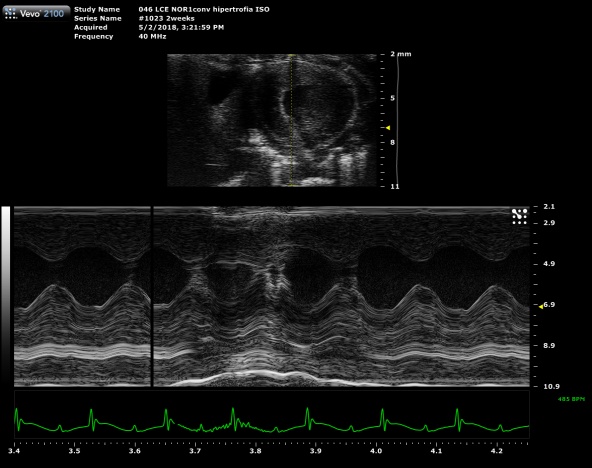 Vevo 2100
Study Name 046 LCE NOR1conv hipertrofia ISO
Series Name #1023 2weeks
Acquired 5/2/2018, 3:21:59 PM
Frequency 40 MHz
2 mm
5
8
11
2.1
2.9
4.9
6.9
8.9
10.9
485 BPM
3.4 3.5 3.6 3.7 3.8 3.9 4.0 4.1 4.2